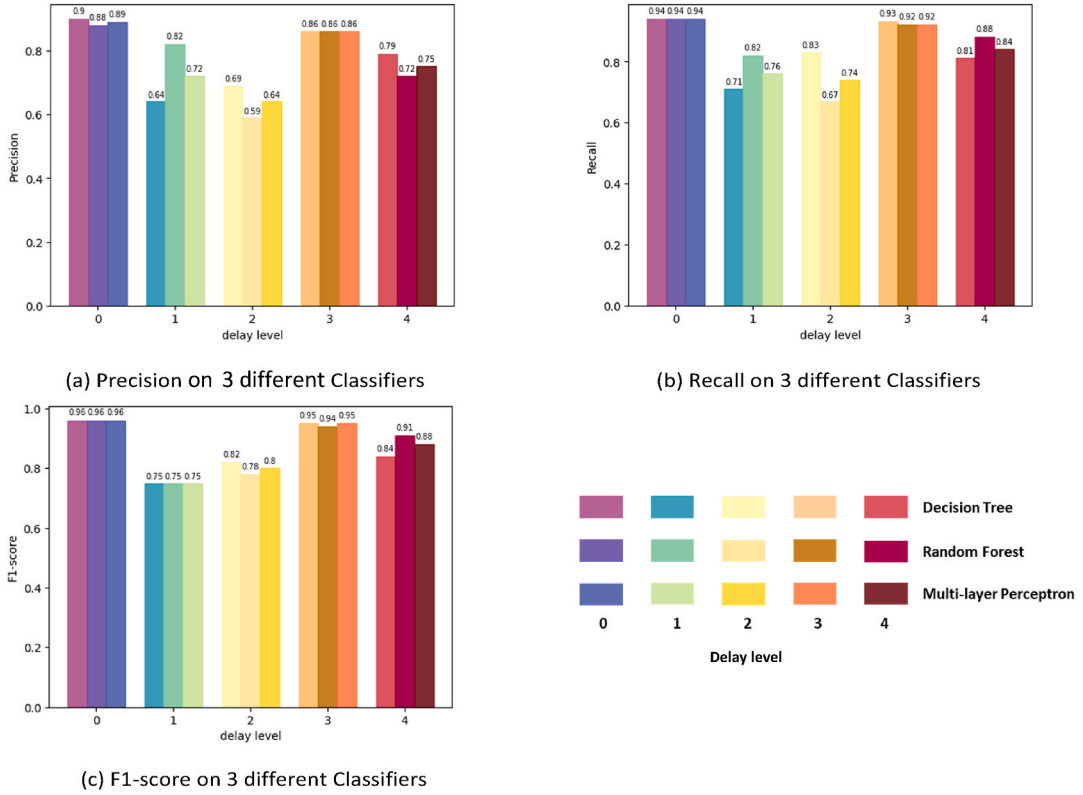 0.9 0.88 0.89 0.64 0.82 0.72 0.69 0.59 0.64 0.86 0.86 0.86 0.79 0.72 0.75
0.8
0.6
0.4
0.2
0.0
Precision
0 1 2 3 4
delay level
(a) Precision on 3 different Classifiers
0.94 0.94 0.94 0.71 0.82 0.76 0.83 0.67 0.74 0.93 0.92 0.92 0.81 0.88 0.84
0.8
0.6
0.4
0.2
0.0
Recall
0 1 2 3 4
delay level
(b) Recall on 3 different Classifiers
0.96 0.96 0.96 0.75 0.75 0.75 0.82 0.78 0.8 0.95 0.94 0.95 0.84 0.91 0.88
1.0
0.8
0.6
0.4
0.2
0.0
F1-score
0 1 2 3 4
delay level
(c) F1-score on 3 different Classifiers
Decision Tree
Random Forest
Multi-layer Perceptron
0 1 2 3 4
Delay level